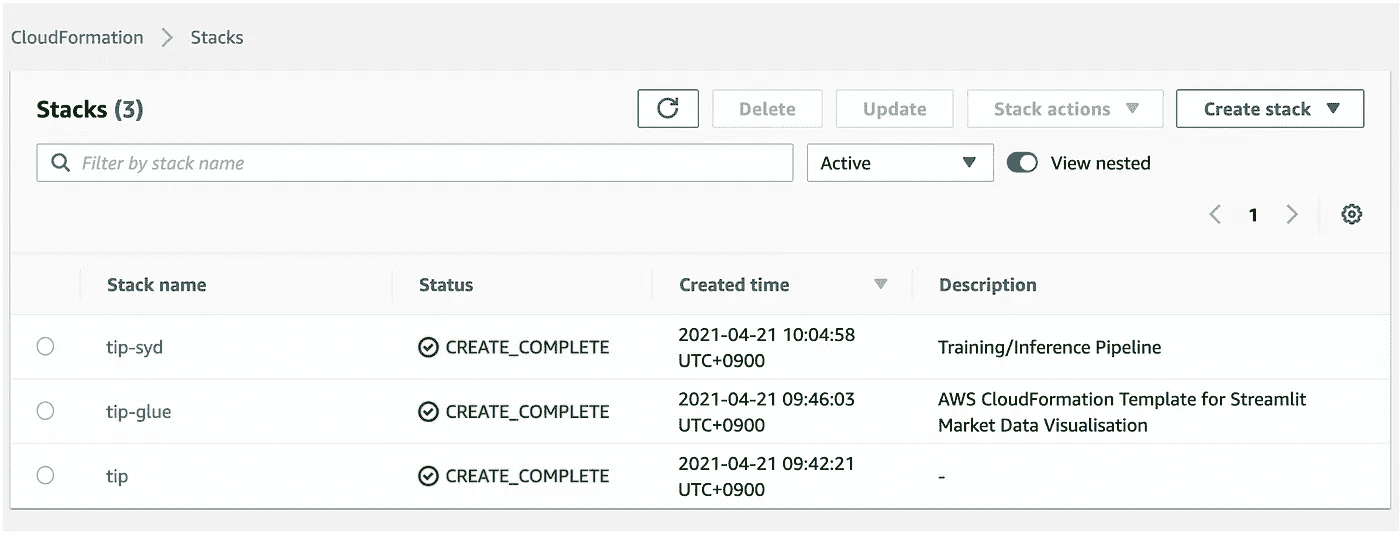 CloudFormation > Stacks
Stacks (3)
Delete
Update
Stack actions
Create stack
Filter by stack name
Active
View nested
1
Stack name Status Created time Description
tip-syd CREATE_COMPLETE 2021-04-21 10:04:58 Training/Inference Pipeline
UTC+0900
tip-glue CREATE_COMPLETE 2021-04-21 09:46:03 AWS CloudFormation Template for Streamlit
UTC+0900 Market Data Visualisation
tip CREATE_COMPLETE 2021-04-21 09:42:21 -
UTC+0900